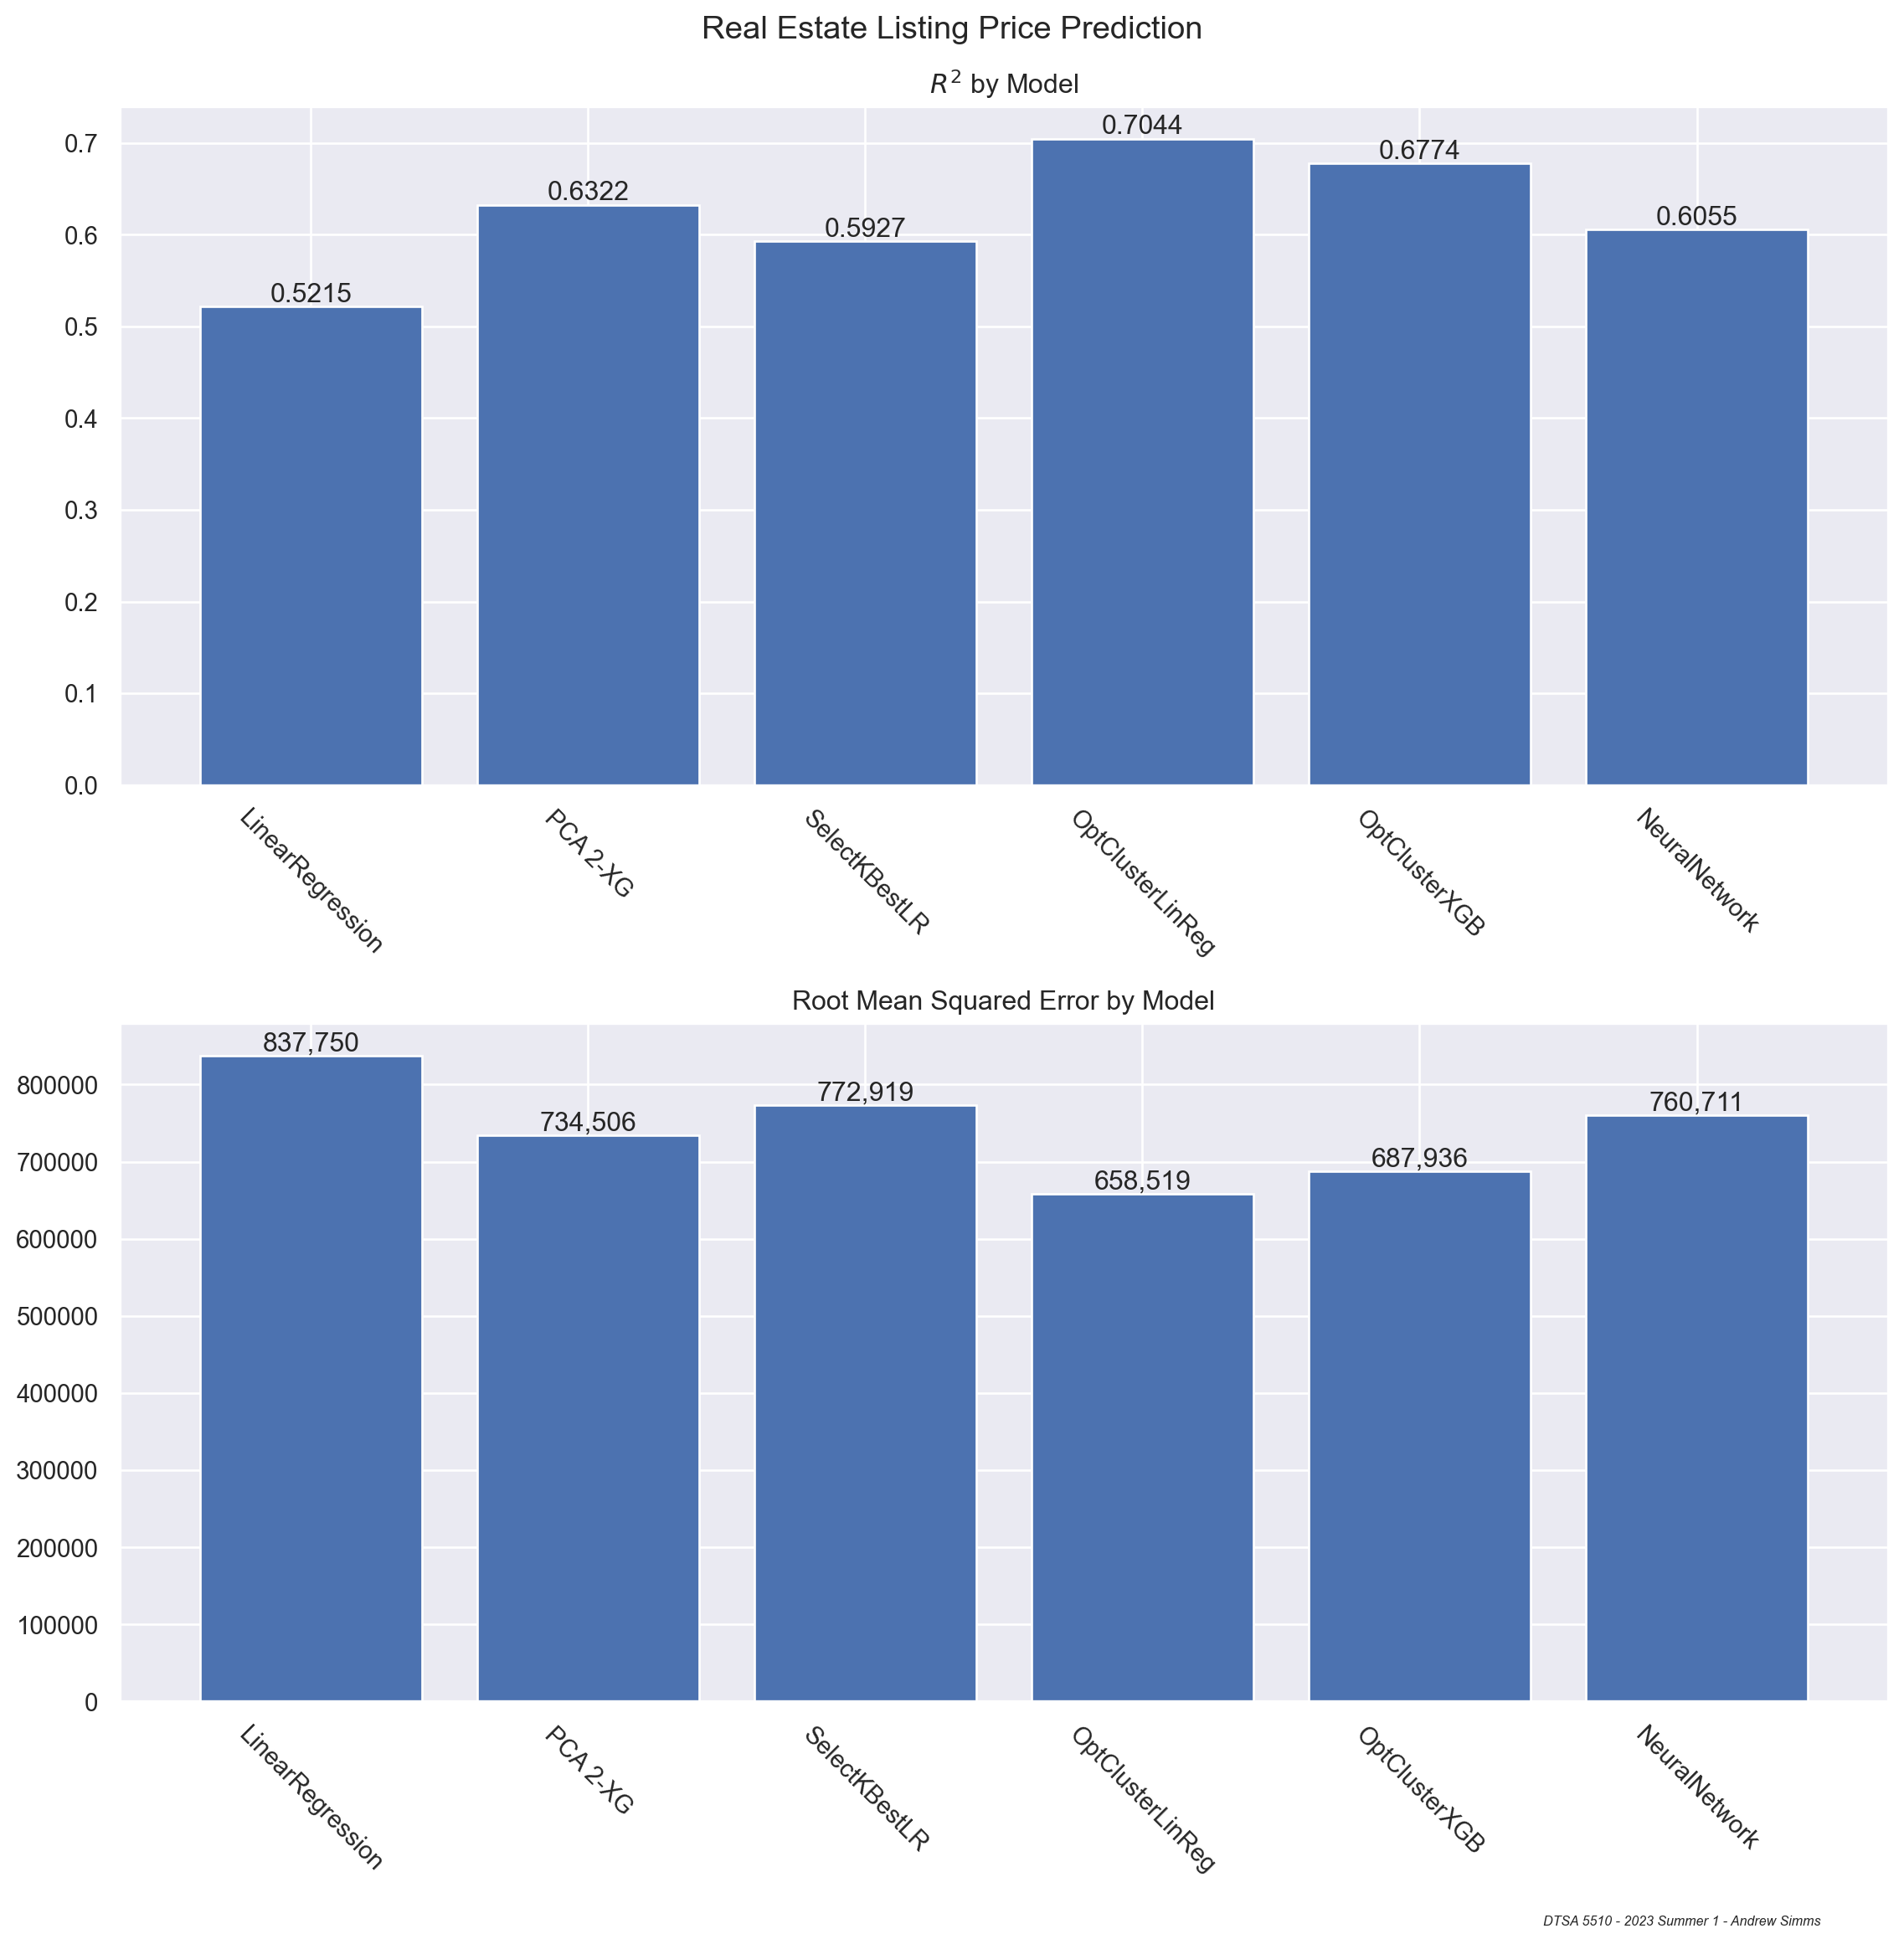 Real Estate Listing Price Prediction
R² by Model
0.7
0.6
0.5
0.4
0.3
0.2
0.1
0.0
0.5215
0.6322
0.5927
0.7044
0.6774
0.6055
LinearRegression
PCA 2-XG
SelectKBestLR
OptClusterLinReg
OptClusterXGB
NeuralNetwork
Root Mean Squared Error by Model
800000
700000
600000
500000
400000
300000
200000
100000
0
837,750
734,506
772,919
658,519
687,936
760,711
LinearRegression
PCA 2-XG
SelectKBestLR
OptClusterLinReg
OptClusterXGB
NeuralNetwork
DTSA 5510 - 2023 Summer 1 - Andrew Simms